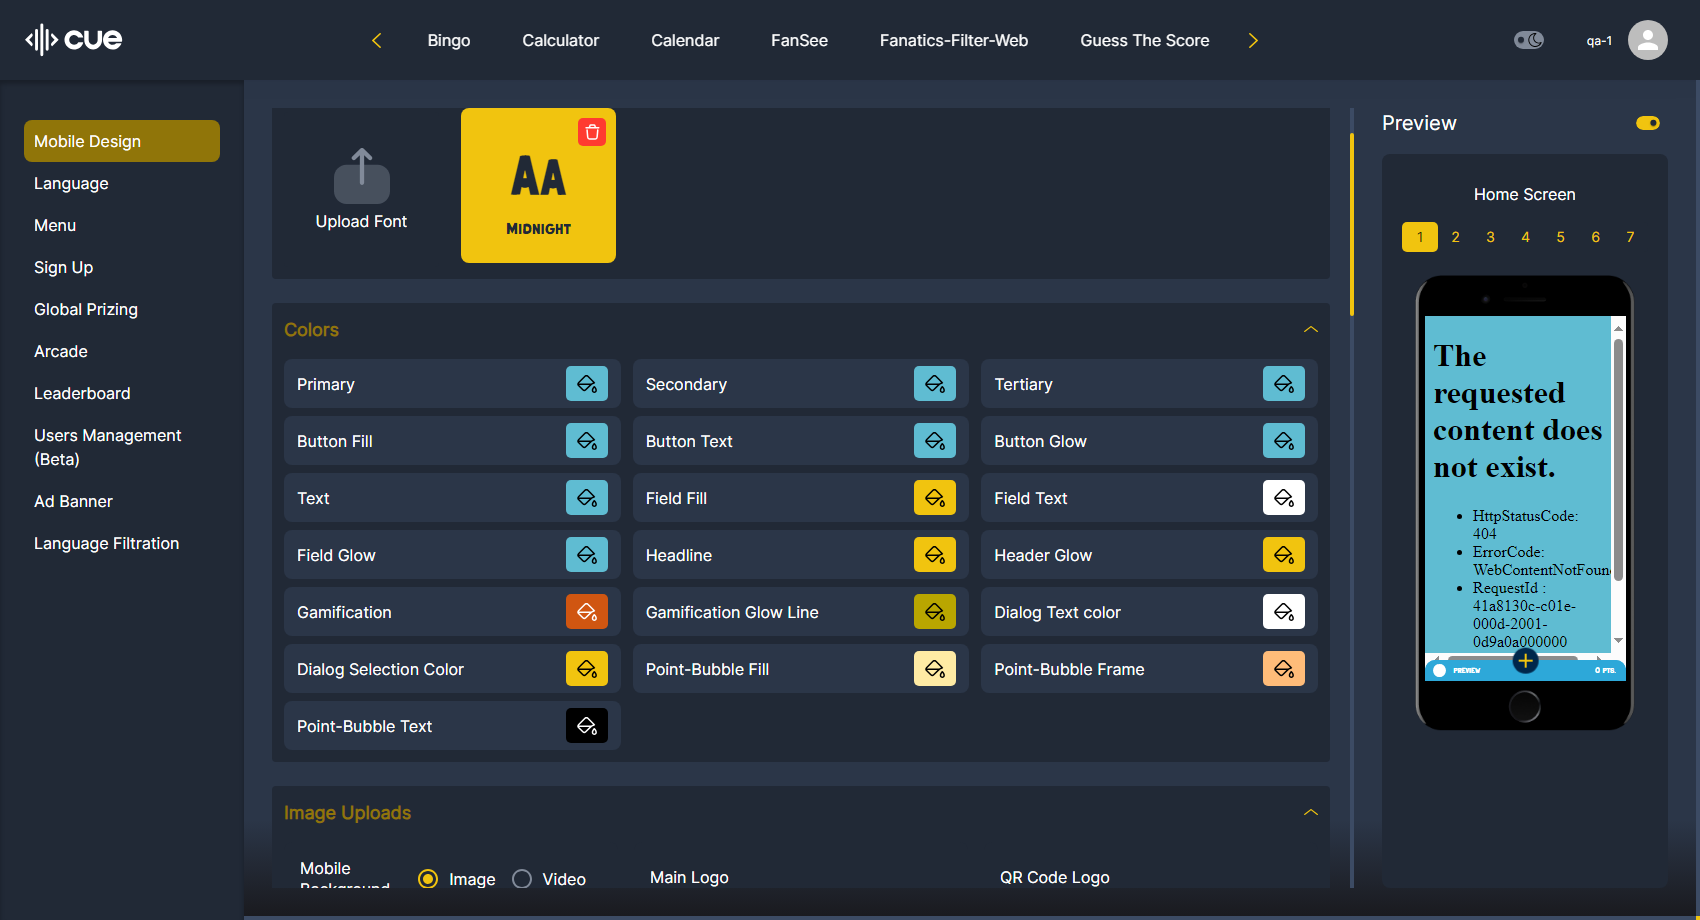 cue
Bingo
Calculator
Calendar
FanSee
Fanatics-Filter-Web
Guess The Score
qa-1
Mobile Design
Language
Menu
Sign Up
Global Prizing
Arcade
Leaderboard
Users Management
(Beta)
Ad Banner
Language Filtration
Upload Font
AA
MIDNIGHT
Colors
Primary
Secondary
Tertiary
Button Fill
Button Text
Button Glow
Text
Field Fill
Field Text
Field Glow
Headline
Header Glow
Gamification
Gamification Glow Line
Dialog Text color
Dialog Selection Color
Point-Bubble Fill
Point-Bubble Frame
Point-Bubble Text
Image Uploads
Mobile
Background
Image
Video
Main Logo
QR Code Logo
Preview
Home Screen
1 2 3 4 5 6 7
The
requested
content does
not exist.
HttpStatusCode:
404
ErrorCode:
WebContentNotFoun
RequestId :
41a8130c-c01e-
000d-2001-
0d9a0a000000
PREVIEW
0 PTS.